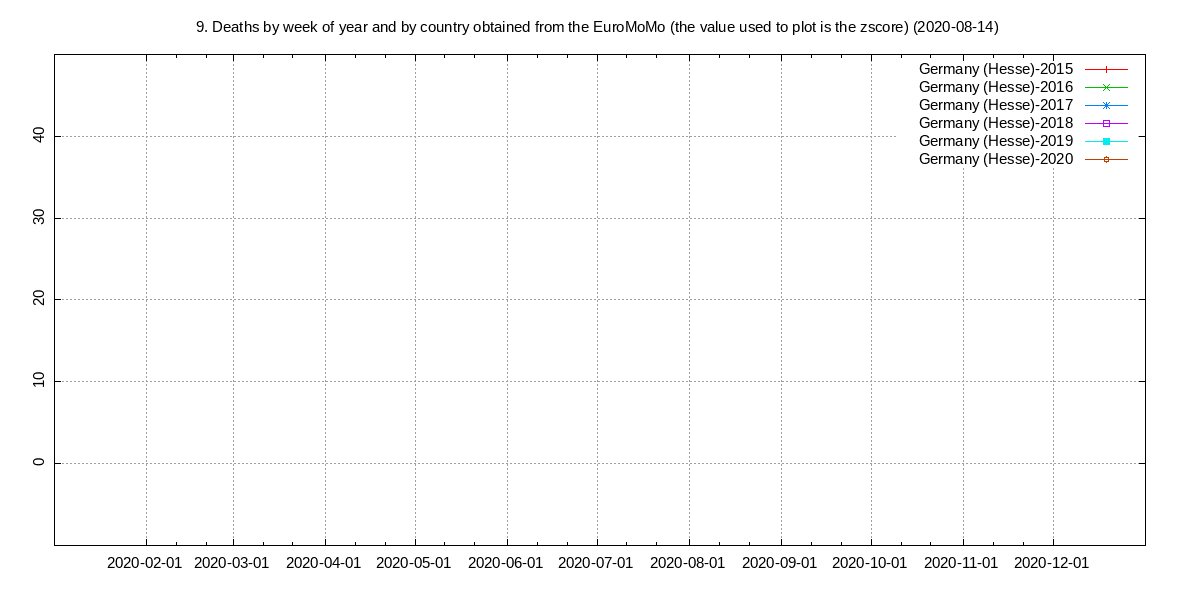 9. Deaths by week of year and by country obtained from the EuroMoMo (the value used to plot is the zscore) (2020-08-14)
Germany (Hesse)-2015
Germany (Hesse)-2016
Germany (Hesse)-2017
Germany (Hesse)-2018
Germany (Hesse)-2019
Germany (Hesse)-2020
40
30
20
10
0
2020-02-01 2020-03-01 2020-04-01 2020-05-01 2020-06-01 2020-07-01 2020-08-01 2020-09-01 2020-10-01 2020-11-01 2020-12-01